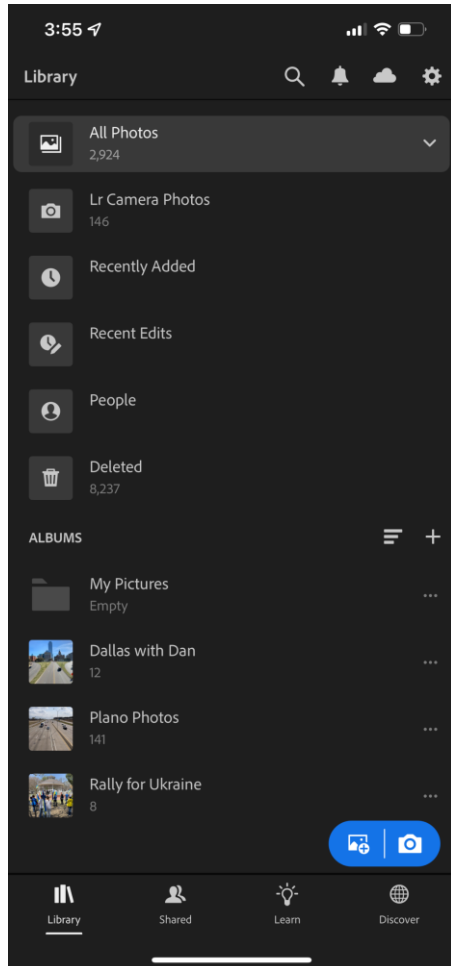 3:55
Library
All Photos
2,924
Lr Camera Photos
146
Recently Added
Recent Edits
People
Deleted
8,237
ALBUMS
My Pictures
Empty
Dallas with Dan
12
Plano Photos
141
Rally for Ukraine
8
Library
Shared
Learn
Discover